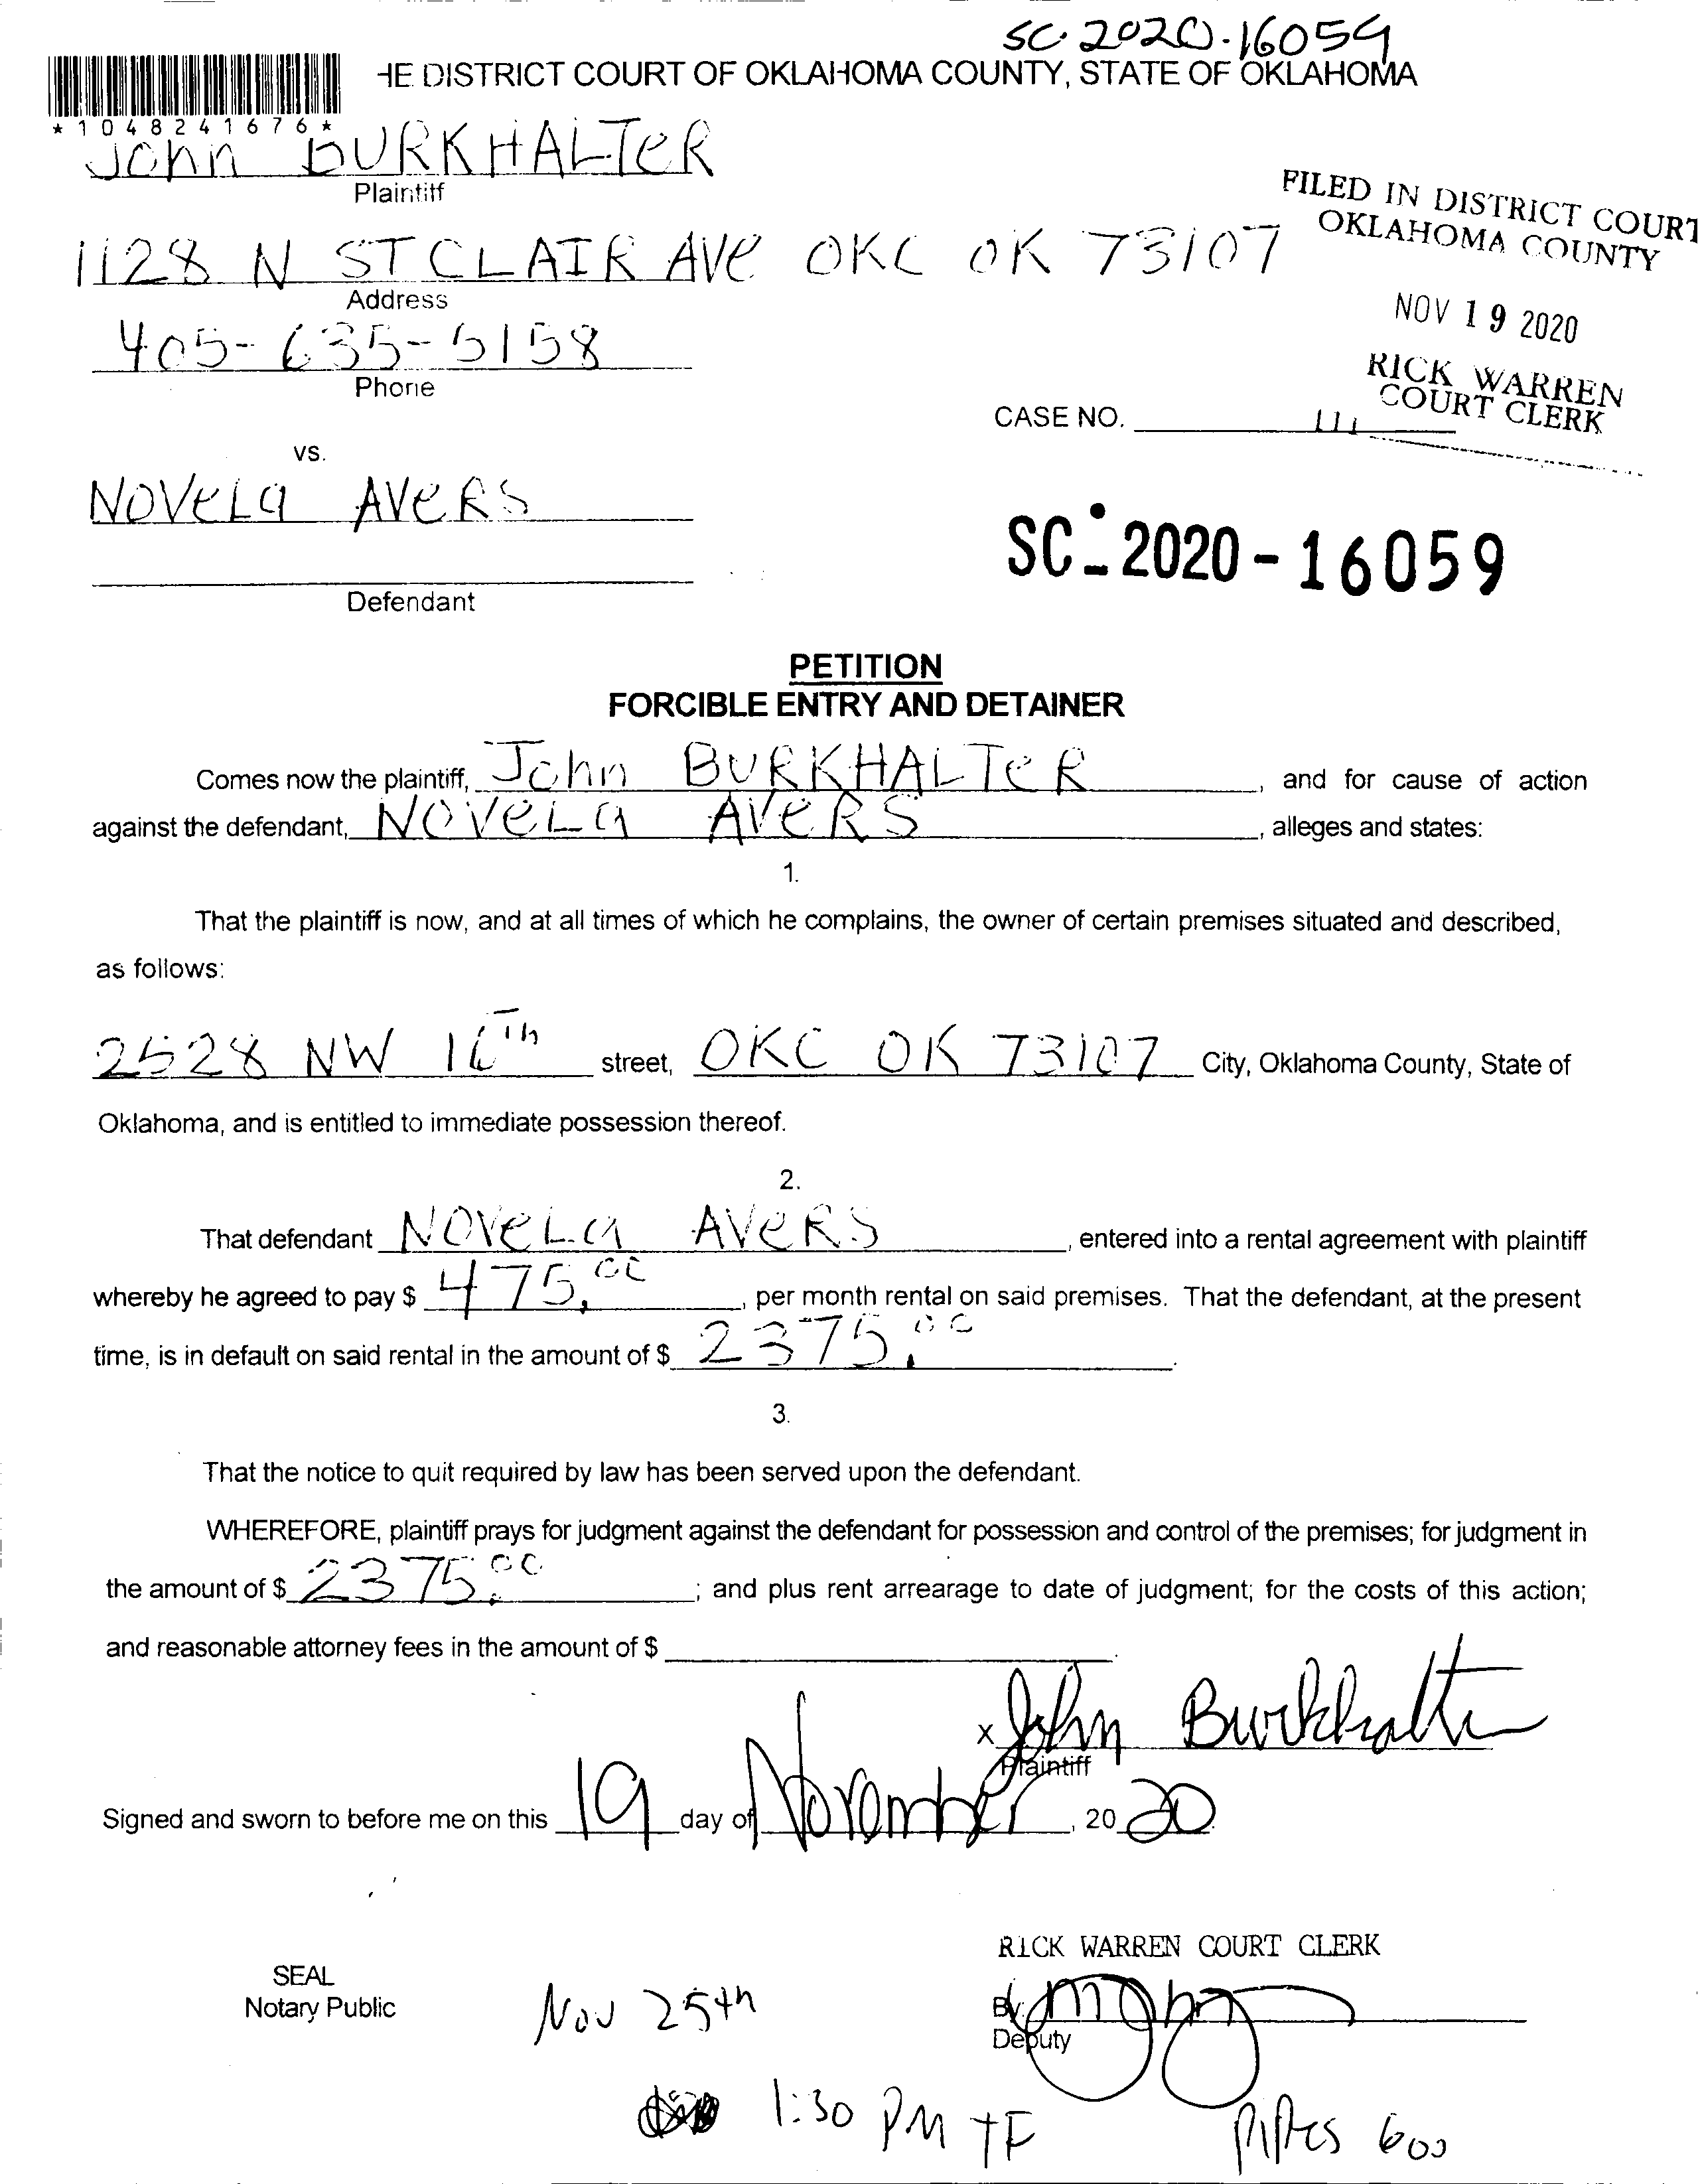 SC-2020-16059
HE DISTRICT COURT OF OKLAHOMA COUNTY, STATE OF OKLAHOMA
*1048241676*
John BURKHALTeR
Plaintiff
FILED IN DISTRICT COURT
OKLAHOMA COUNTY
1128 N ST CLAIR AVe OKC OK 73107
Address
NOV 19 2020
405-635-5158
Phone
RICK WARREN
COURT CLERK
CASE NO. 111
vs.
NOVeLa AVeRS
SC-2020-16059
Defendant
PETITION
FORCIBLE ENTRY AND DETAINER
Comes now the plaintiff, John BURKHALTeR, and for cause of action
against the defendant, NOVeLa AVeRS, alleges and states:
1.
That the plaintiff is now, and at all times of which he complains, the owner of certain premises situated and described,
as follows:
2528 NW 16Th street, OKC OK 73107 City, Oklahoma County, State of
Oklahoma, and is entitled to immediate possession thereof.
2.
That defendant NOVeLa AVeRS, entered into a rental agreement with plaintiff
whereby he agreed to pay $ 475.00, per month rental on said premises. That the defendant, at the present
time, is in default on said rental in the amount of $ 2375.00.
3.
That the notice to quit required by law has been served upon the defendant.
WHEREFORE, plaintiff prays for judgment against the defendant for possession and control of the premises; for judgment in
the amount of $ 2375.00; and plus rent arrearage to date of judgment; for the costs of this action;
and reasonable attorney fees in the amount of $
x John Burkhalter
Plaintiff
Signed and sworn to before me on this 19 day of November, 2020.
RICK WARREN COURT CLERK
SEAL
Notary Public
Nov 25th
By:
Deputy
1:30 PM TF
600